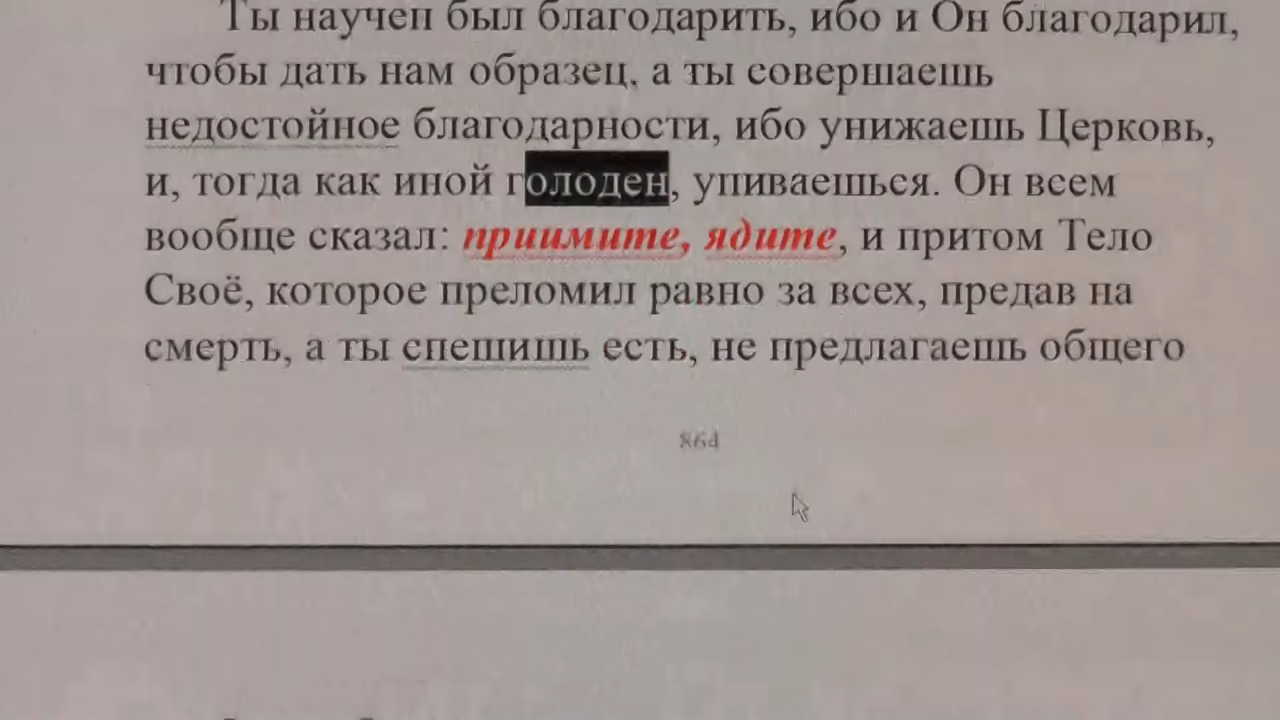 Ты научен был благодарить, ибо и Он благодарил,
чтобы дать нам образец, а ты совершаешь
недостойное благодарности, ибо унижаешь Церковь,
и, тогда как иной голоден, упиваешься. Он всем
вообще сказал: приимите, ядите, и притом Тело
Своё, которое преломил равно за всех, предав на
смерть, а ты спешишь есть, не предлагаешь общего
864